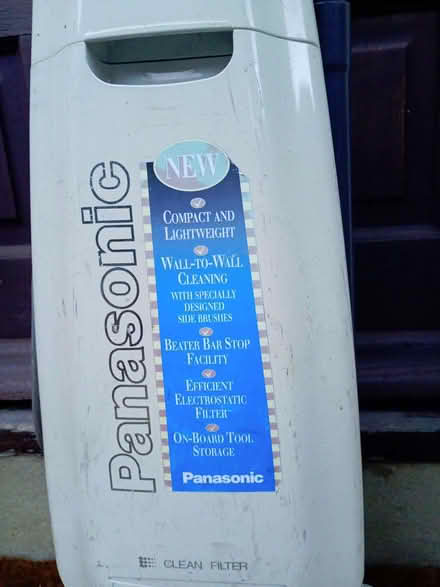 Panasonic
NEW
COMPACT AND
LIGHTWEIGHT
WALL-TO-WALL
CLEANING
WITH SPECIALLY
DESIGNED
SIDE BRUSHES
BEATER BAR STOP
FACILITY
EFFICIENT
ELECTROSTATIC
FILTER™
ON-BOARD TOOL
STORAGE
Panasonic
CLEAN FILTER